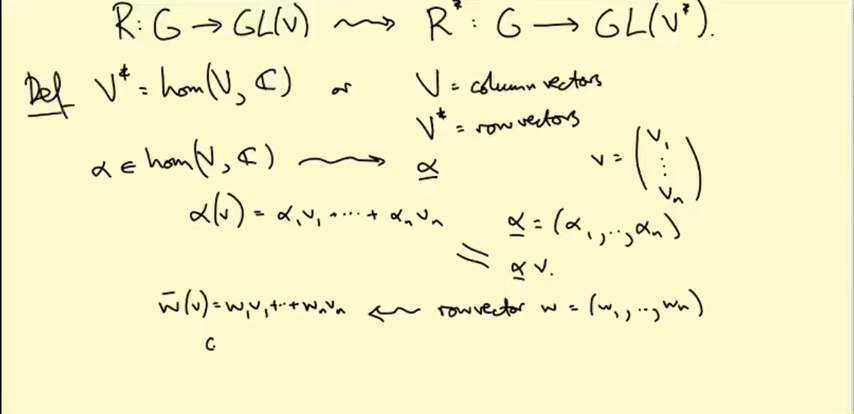 R: G → GL(V) ⇝ R* : G → GL(V*).
Def V* = hom(V, ℂ) or V = column vectors
V* = row vectors
α ∈ hom(V, ℂ) ⟿ α̲ v = (v₁ ⋮ vₙ)
α(v) = α₁v₁ + ⋯ + αₙvₙ α̲ = (α₁, .., αₙ)
= α̲ v.
w̄(v) = w₁v₁ + ·· + wₙvₙ ⟵ row vector w = (w₁, .., wₙ)